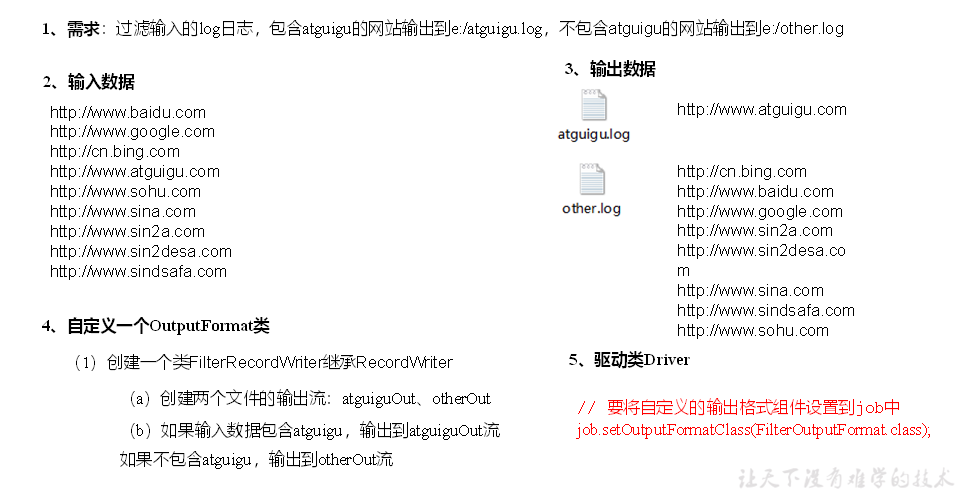 1、需求：过滤输入的log日志，包含atguigu的网站输出到e:/atguigu.log，不包含atguigu的网站输出到e:/other.log
2、输入数据
http://www.baidu.com
http://www.google.com
http://cn.bing.com
http://www.atguigu.com
http://www.sohu.com
http://www.sina.com
http://www.sin2a.com
http://www.sin2desa.com
http://www.sindsafa.com
3、输出数据
atguigu.log
http://www.atguigu.com
other.log
http://cn.bing.com
http://www.baidu.com
http://www.google.com
http://www.sin2a.com
http://www.sin2desa.co
m
http://www.sina.com
http://www.sindsafa.com
http://www.sohu.com
4、自定义一个OutputFormat类
（1）创建一个类FilterRecordWriter继承RecordWriter
（a）创建两个文件的输出流：atguiguOut、otherOut
（b）如果输入数据包含atguigu，输出到atguiguOut流
如果不包含atguigu，输出到otherOut流
5、驱动类Driver
// 要将自定义的输出格式组件设置到job中
job.setOutputFormatClass(FilterOutputFormat.class);
让天下没有难学的技术